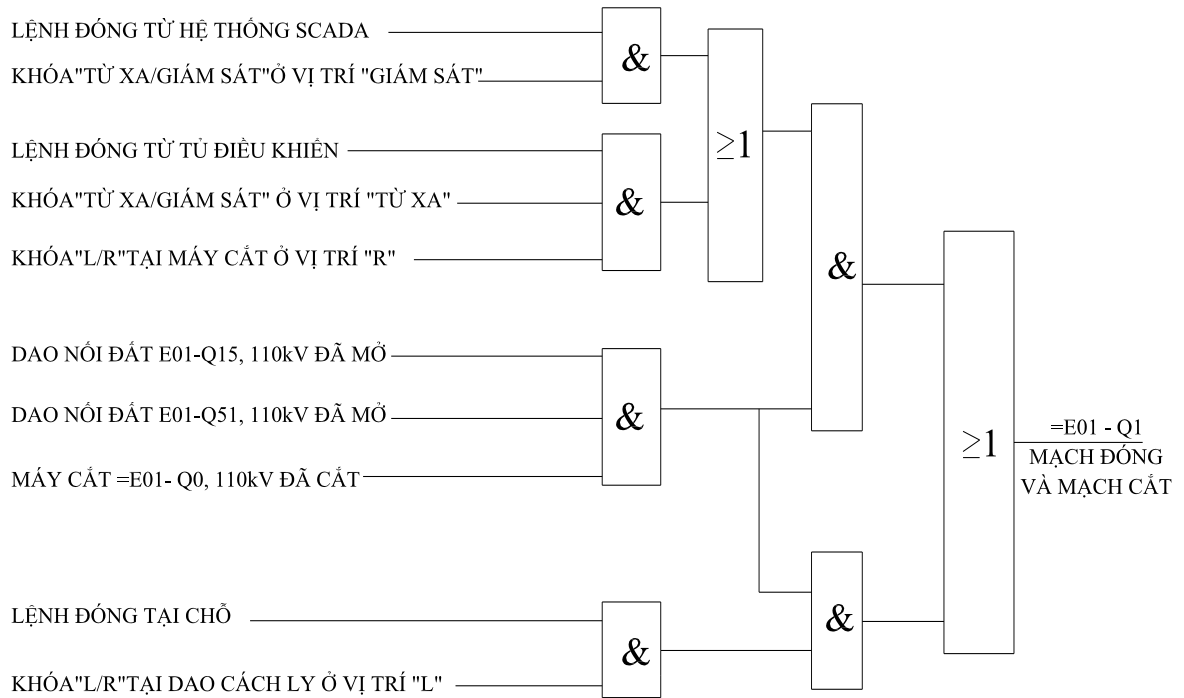 LỆNH ĐÓNG TỪ HỆ THỐNG SCADA
KHÓA"TỪ XA/GIÁM SÁT"Ở VỊ TRÍ "GIÁM SÁT"
&
LỆNH ĐÓNG TỪ TỦ ĐIỀU KHIỂN
KHÓA"TỪ XA/GIÁM SÁT" Ở VỊ TRÍ "TỪ XA"
KHÓA"L/R"TẠI MÁY CẮT Ở VỊ TRÍ "R"
&
≥1
&
DAO NỐI ĐẤT E01-Q15, 110kV ĐÃ MỞ
DAO NỐI ĐẤT E01-Q51, 110kV ĐÃ MỞ
MÁY CẮT =E01- Q0, 110kV ĐÃ CẮT
&
≥1
=E01 - Q1
MẠCH ĐÓNG
VÀ MẠCH CẮT
LỆNH ĐÓNG TẠI CHỖ
KHÓA"L/R"TẠI DAO CÁCH LY Ở VỊ TRÍ "L"
&
&